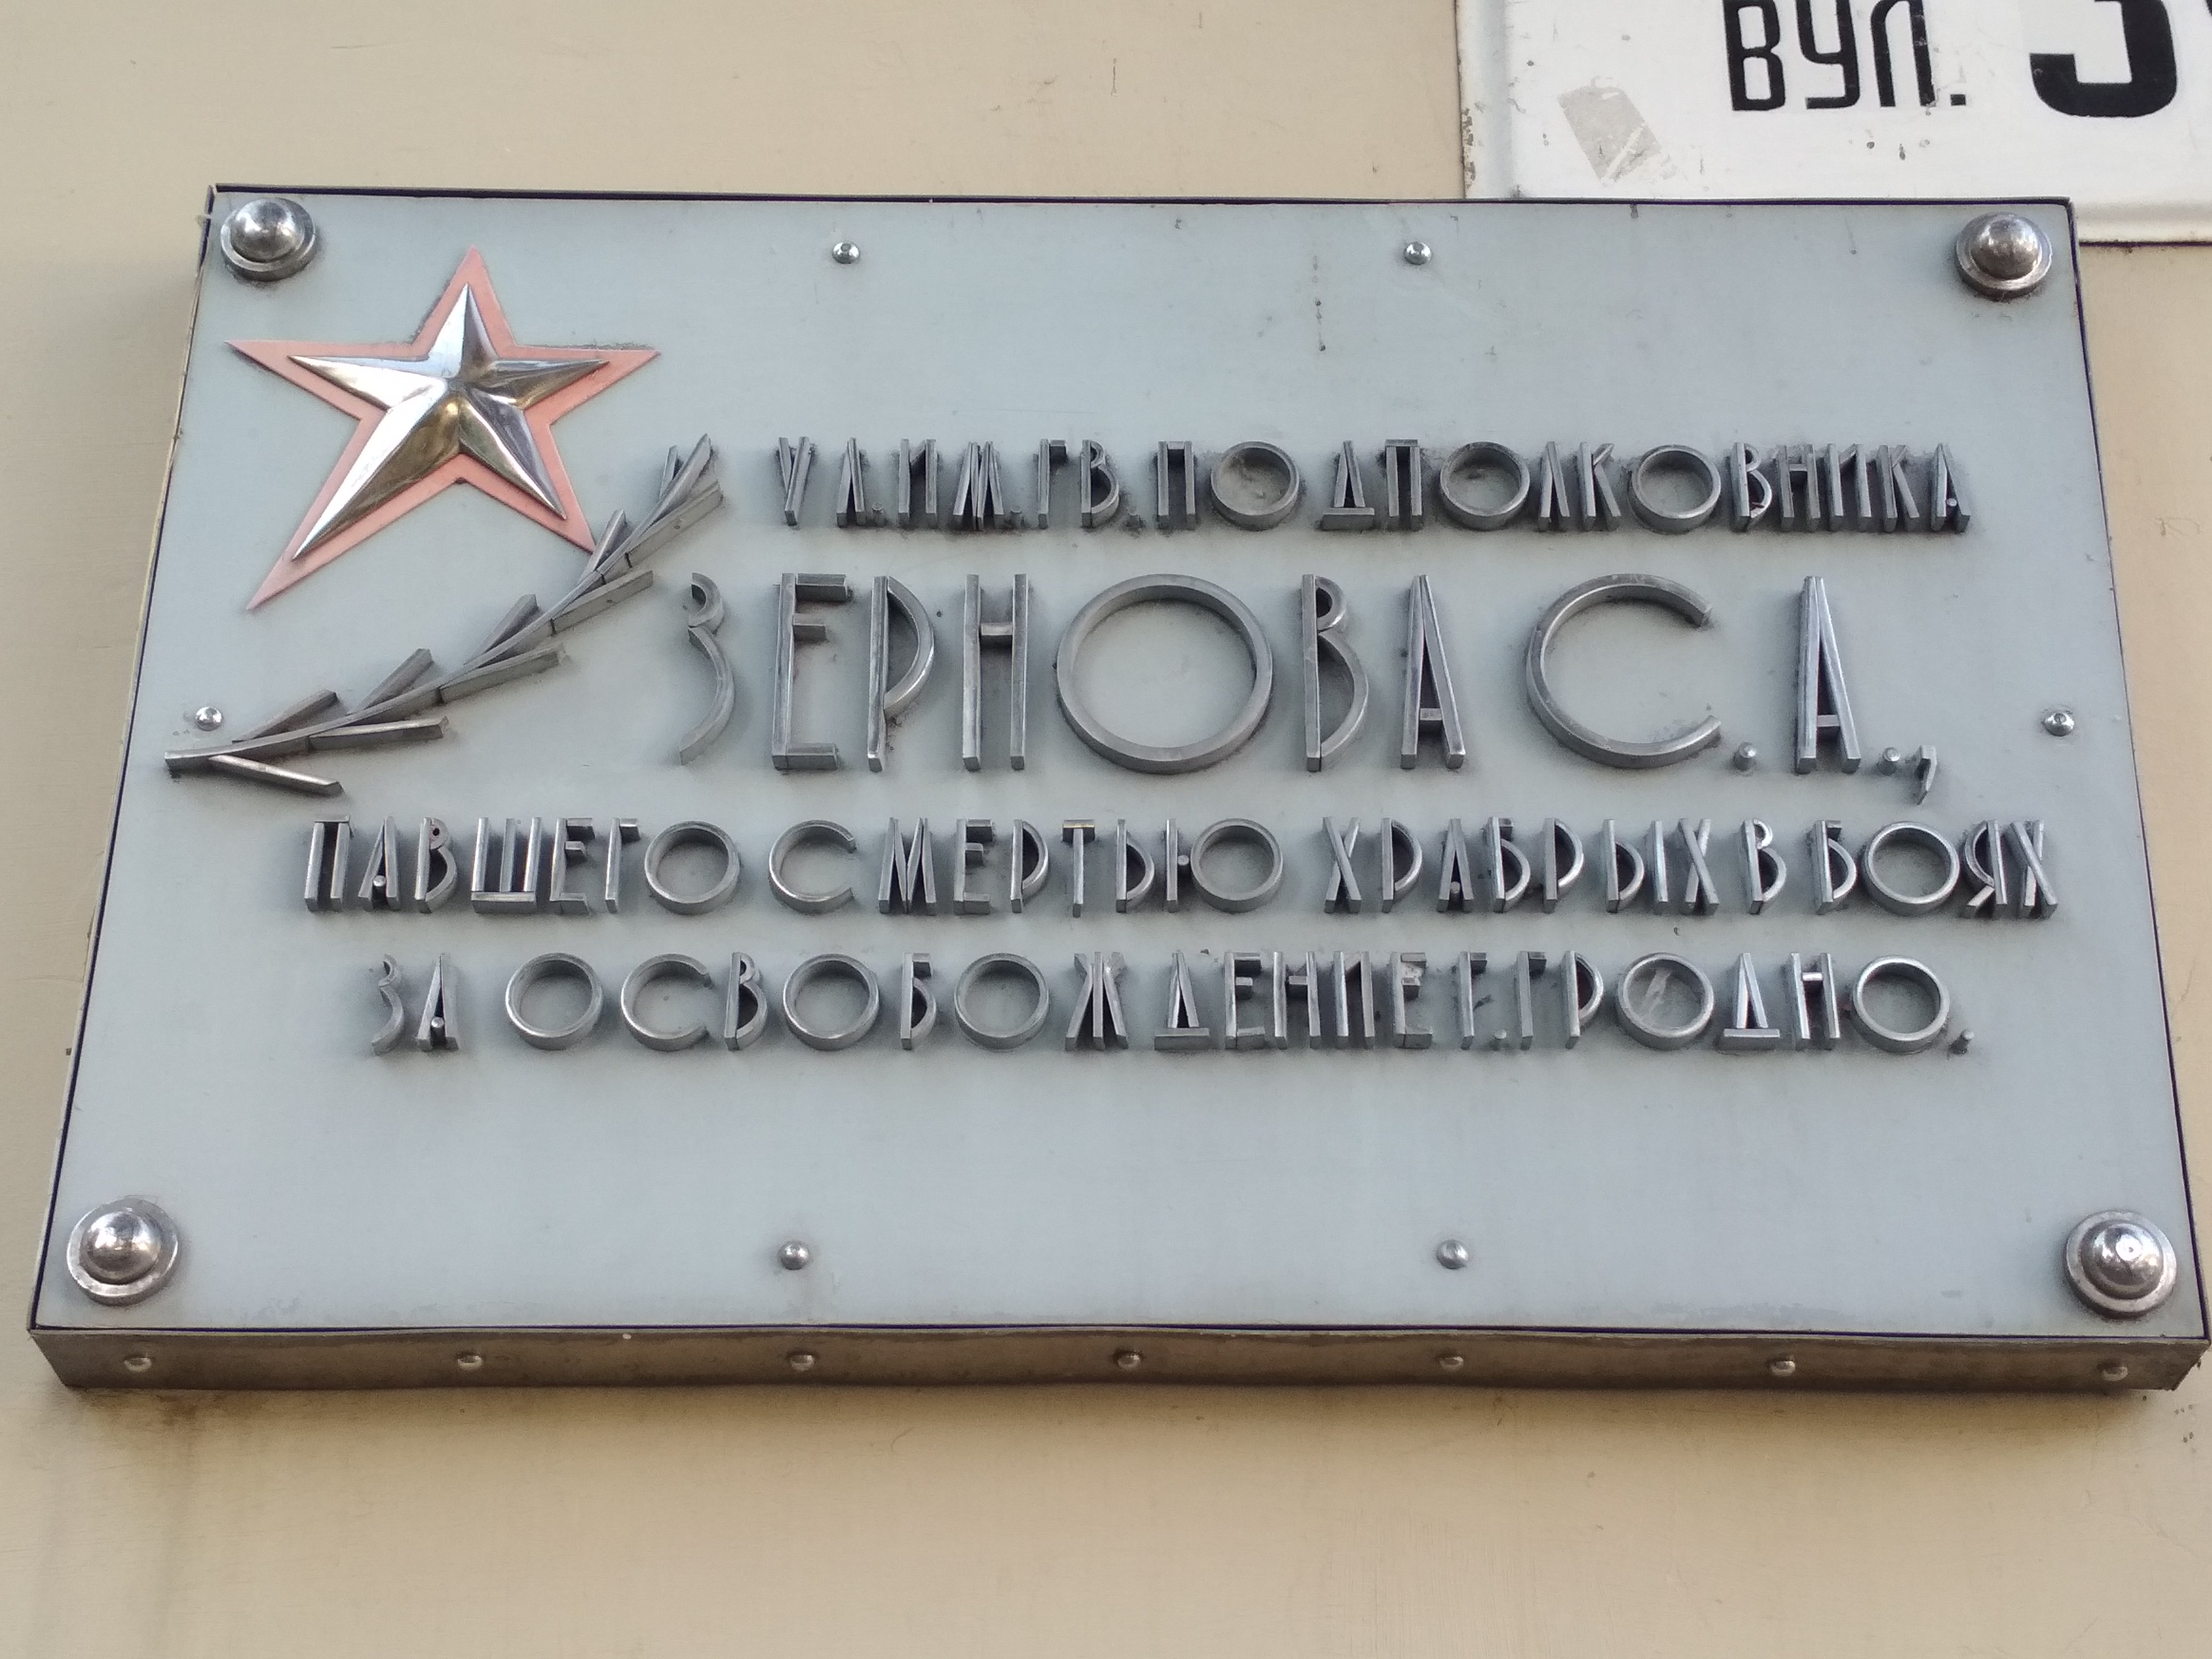 вул.
УЛ. ИМ. ГВ. ПОДПОЛКОВНИКА
ЗЕРНОВА С. А.,
ПАВШЕГО СМЕРТЬЮ ХРАБРЫХ В БОЯХ
ЗА ОСВОБОЖДЕНИЕ Г. ГРОДНО.